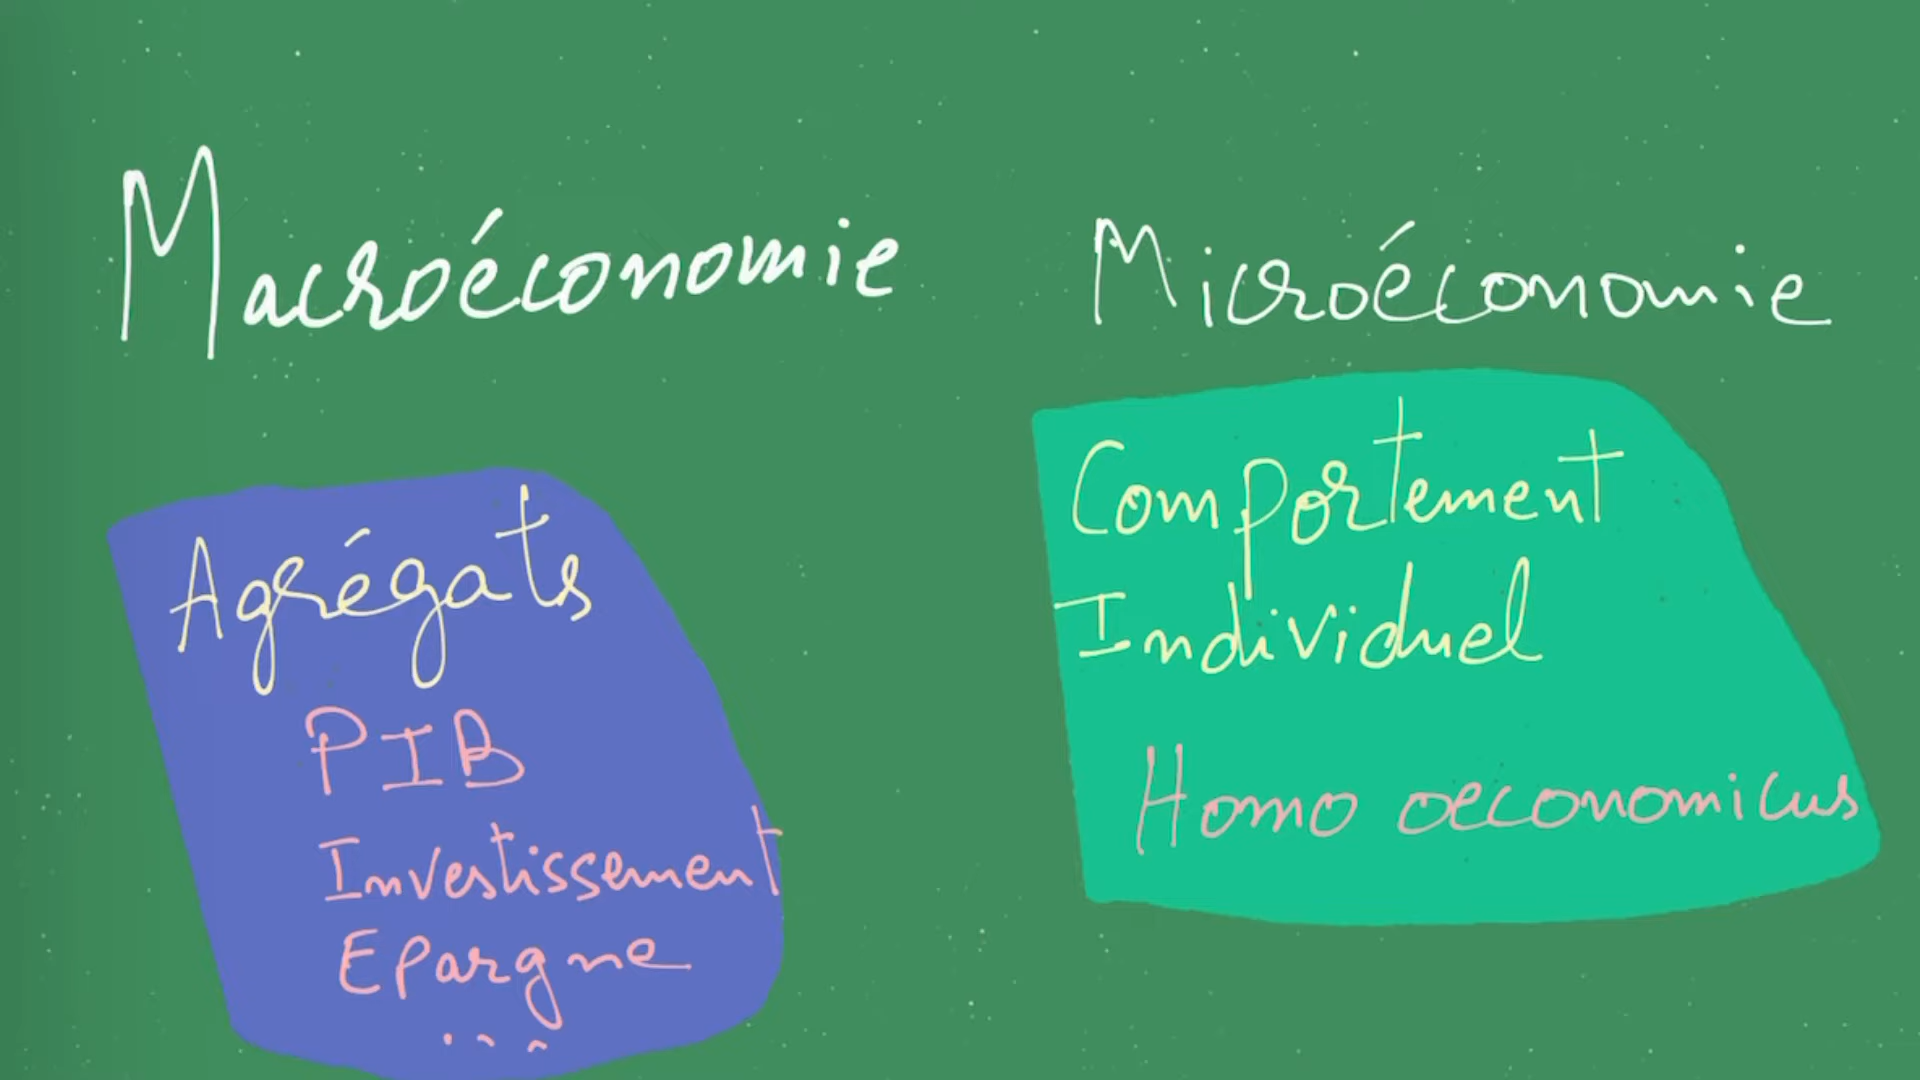 Macroéconomie
Agrégats
PIB
Investissement
Epargne
...
Microéconomie
Comportement
Individuel
Homo oeconomicus